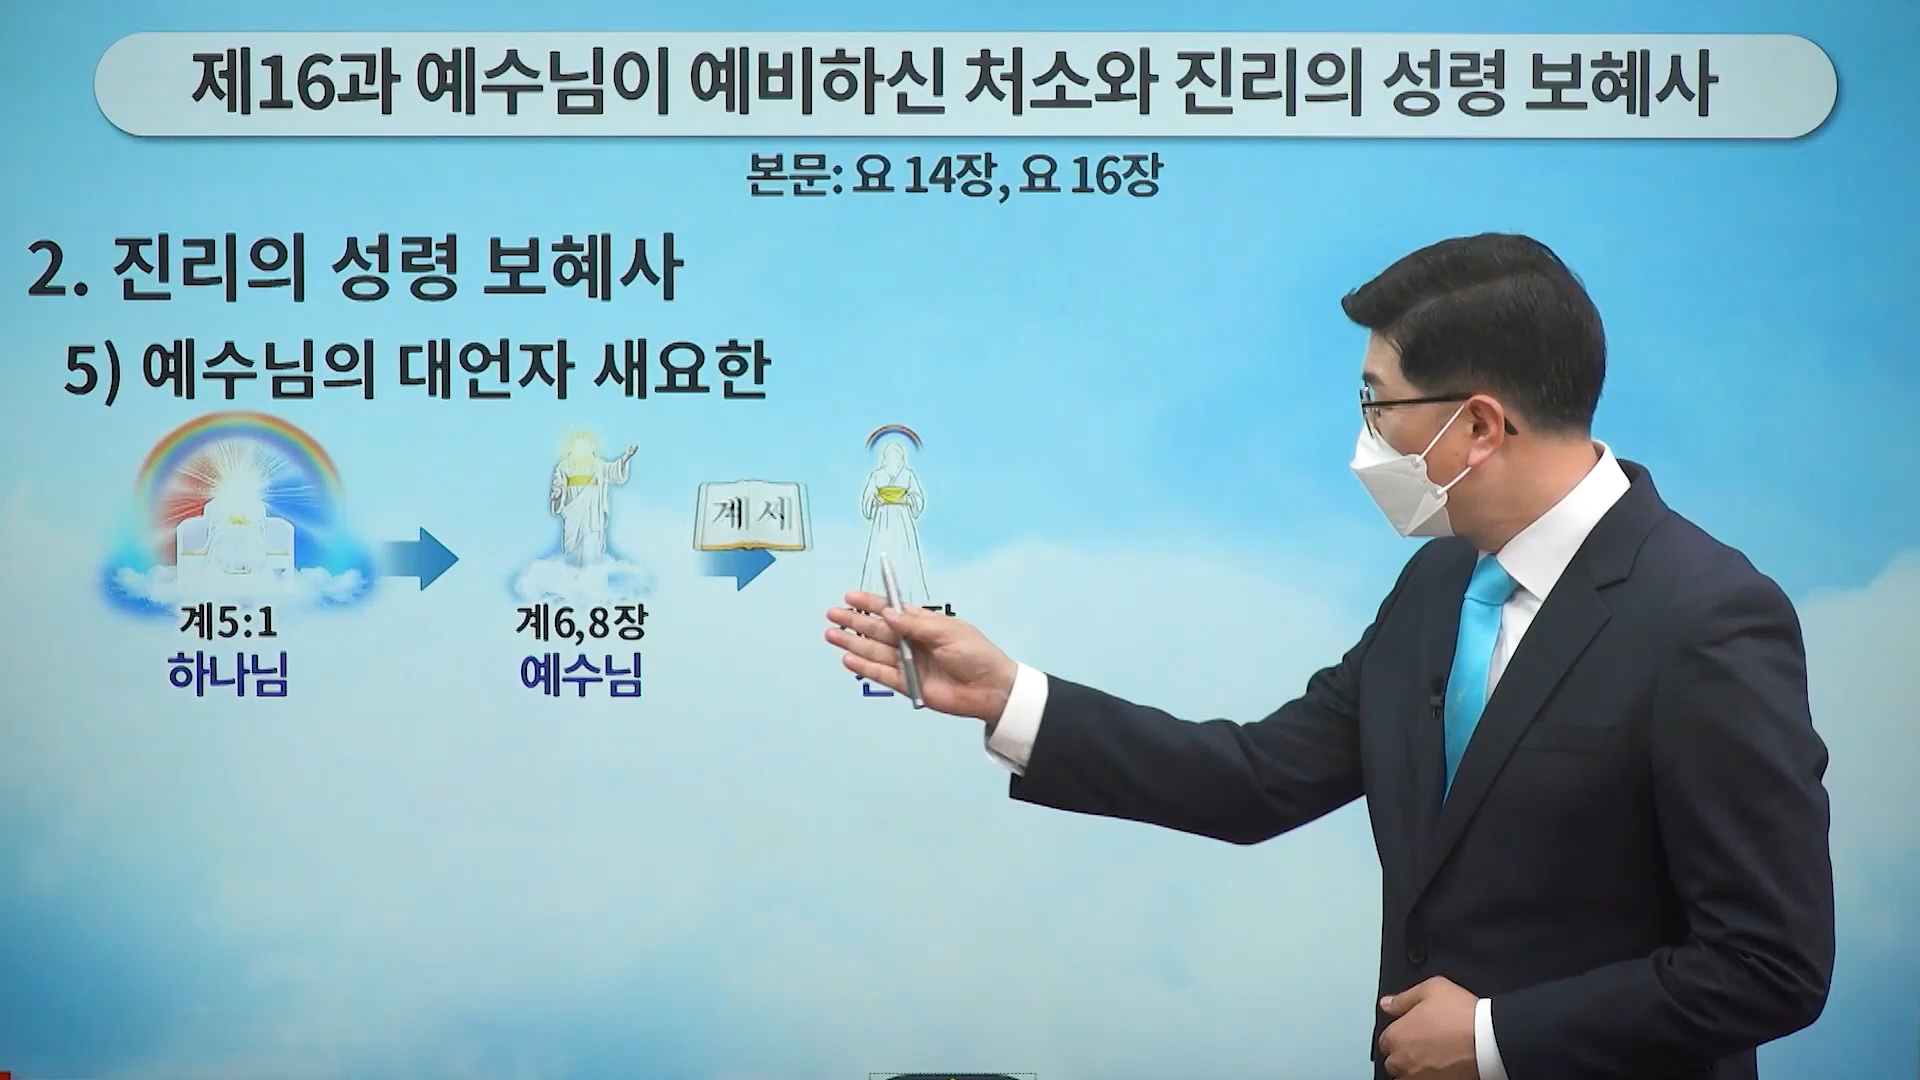 제16과 예수님이 예비하신 처소와 진리의 성령 보혜사
본문: 요 14장, 요 16장
2. 진리의 성령 보혜사
5) 예수님의 대언자 새요한
계시
계5:1
계6,8장
하나님
예수님